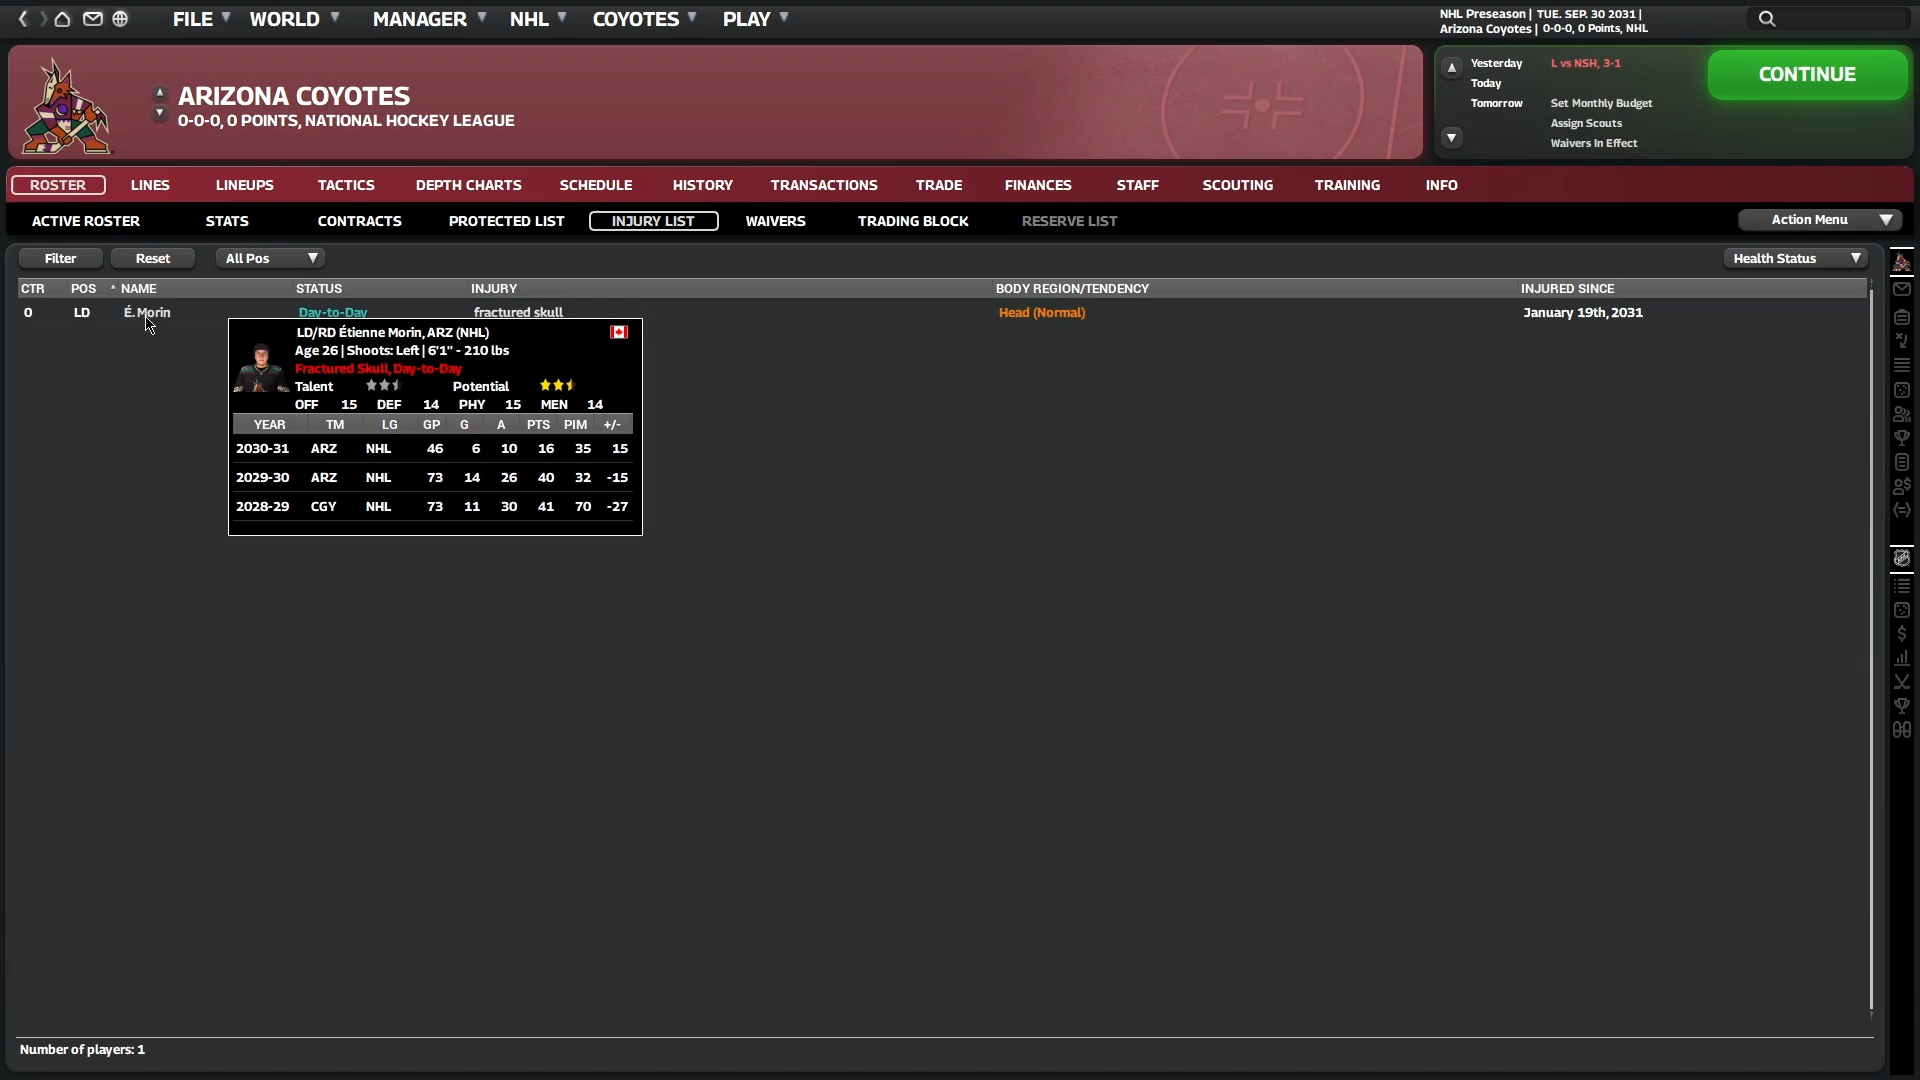 FILE WORLD MANAGER NHL COYOTES PLAY
NHL Preseason | TUE. SEP. 30 2031 |
Arizona Coyotes | 0-0-0, 0 Points, NHL
ARIZONA COYOTES
0-0-0, 0 POINTS, NATIONAL HOCKEY LEAGUE
Yesterday L vs NSH, 3-1
Today
Tomorrow Set Monthly Budget
Assign Scouts
Waivers In Effect
CONTINUE
ROSTER LINES LINEUPS TACTICS DEPTH CHARTS SCHEDULE HISTORY TRANSACTIONS TRADE FINANCES STAFF SCOUTING TRAINING INFO
ACTIVE ROSTER STATS CONTRACTS PROTECTED LIST INJURY LIST WAIVERS TRADING BLOCK RESERVE LIST Action Menu
Filter Reset All Pos Health Status
CTR POS NAME STATUS INJURY BODY REGION/TENDENCY INJURED SINCE
0 LD É. Morin Day-to-Day fractured skull Head (Normal) January 19th, 2031
LD/RD Étienne Morin, ARZ (NHL)
Age 26 | Shoots: Left | 6'1" - 210 lbs
Fractured Skull, Day-to-Day
Talent Potential
OFF 15 DEF 14 PHY 15 MEN 14
YEAR TM LG GP G A PTS PIM +/-
2030-31 ARZ NHL 46 6 10 16 35 15
2029-30 ARZ NHL 73 14 26 40 32 -15
2028-29 CGY NHL 73 11 30 41 70 -27
Number of players: 1